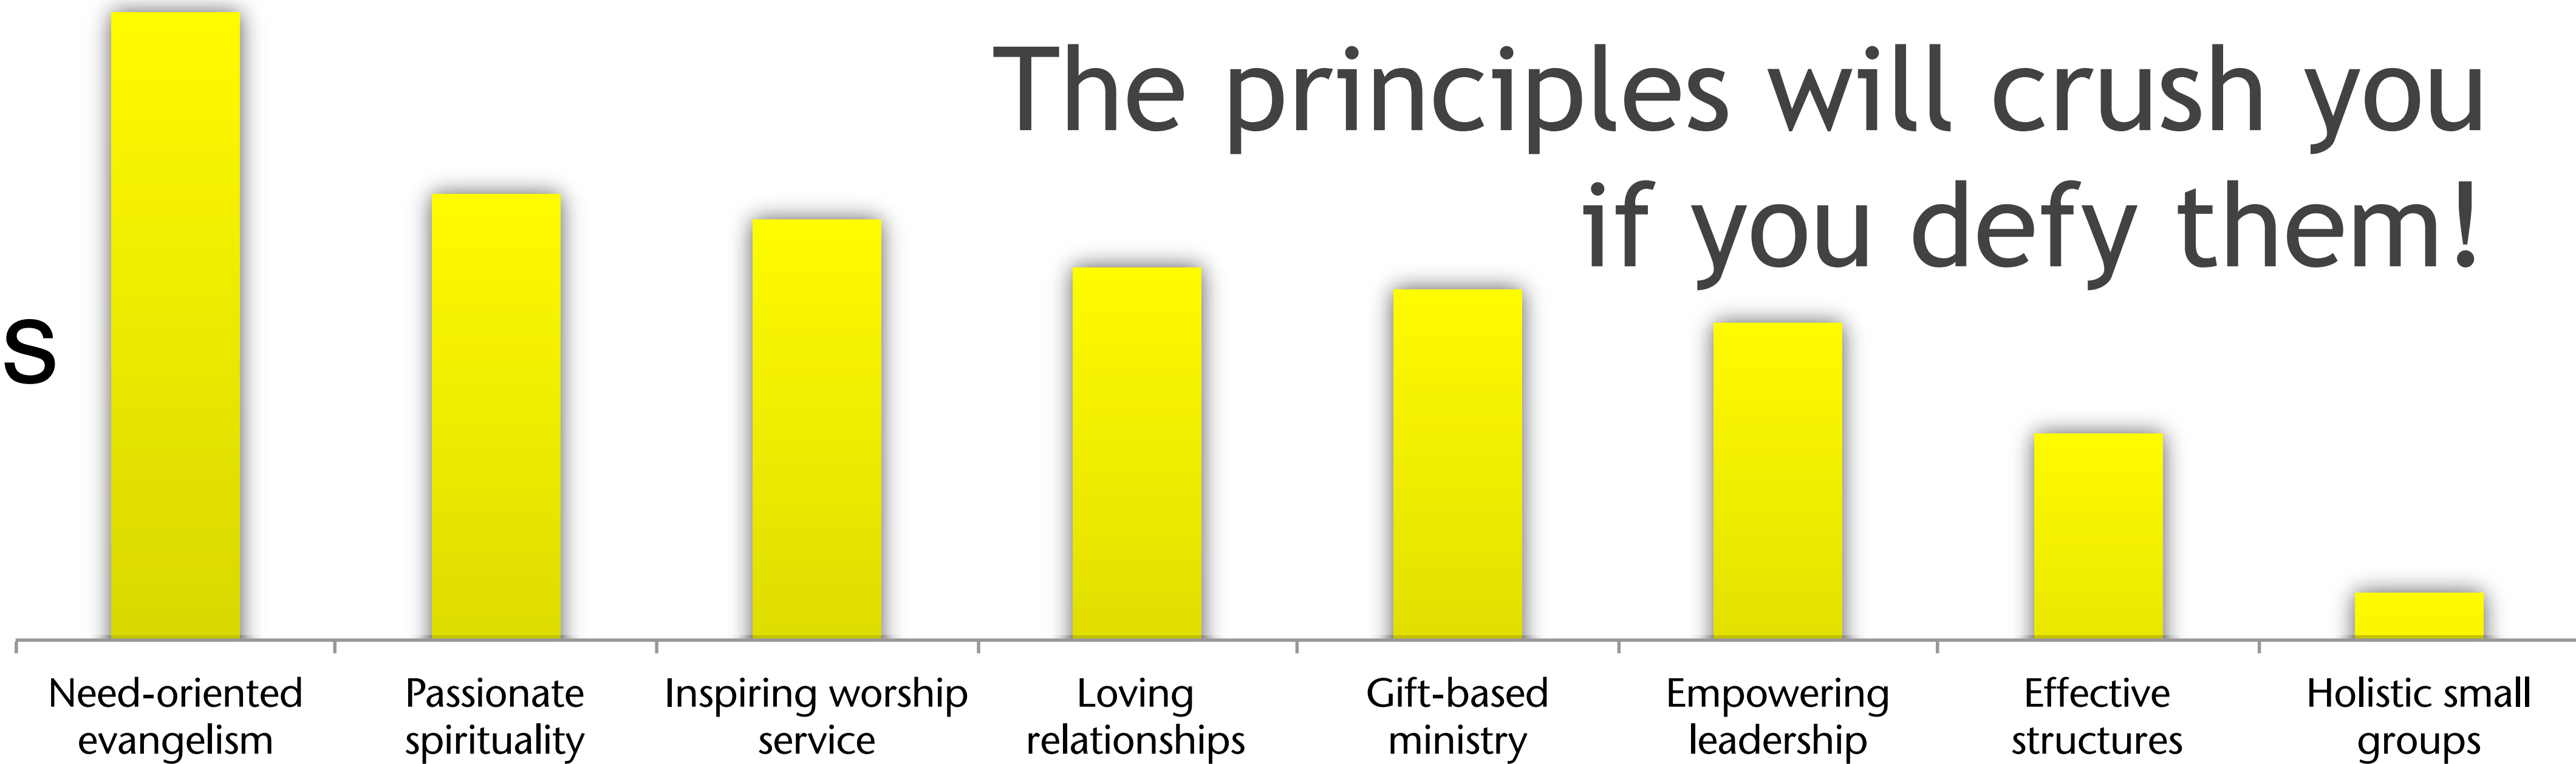 The principles will crush you
if you defy them!
s
Need-oriented
evangelism
Passionate
spirituality
Inspiring worship
service
Loving
relationships
Gift-based
ministry
Empowering
leadership
Effective
structures
Holistic small
groups